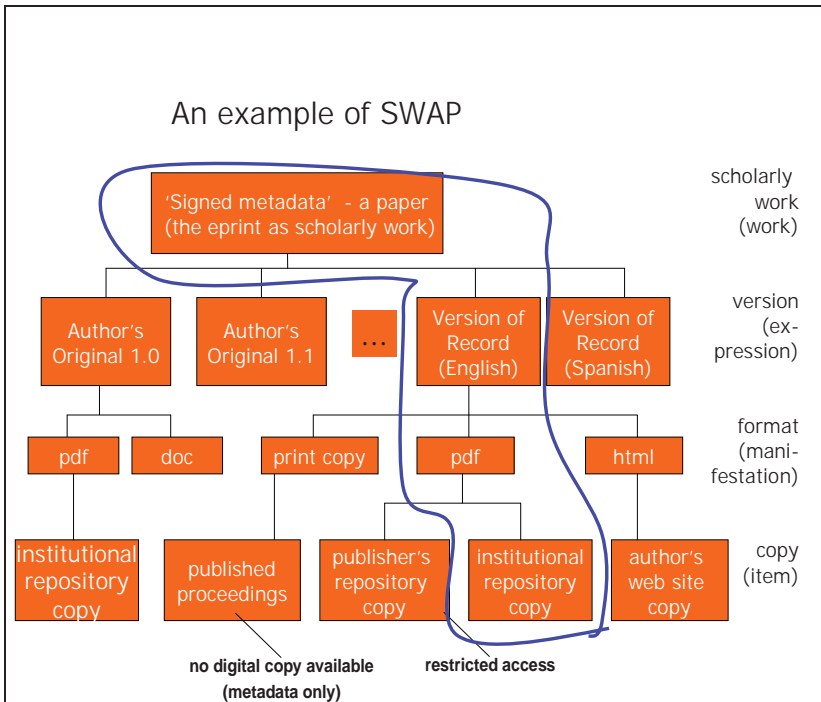 An example of SWAP
scholarly
work
(work)
‘Signed metadata’ - a paper
(the eprint as scholarly work)
version
(ex-
pression)
Author's
Original 1.0
Author's
Original 1.1
...
Version of
Record
(English)
Version of
Record
(Spanish)
format
(mani-
festation)
pdf
doc
print copy
pdf
html
copy
(item)
institutional
repository
copy
published
proceedings
publisher's
repository
copy
institutional
repository
copy
author's
web site
copy
no digital copy available
(metadata only)
restricted access